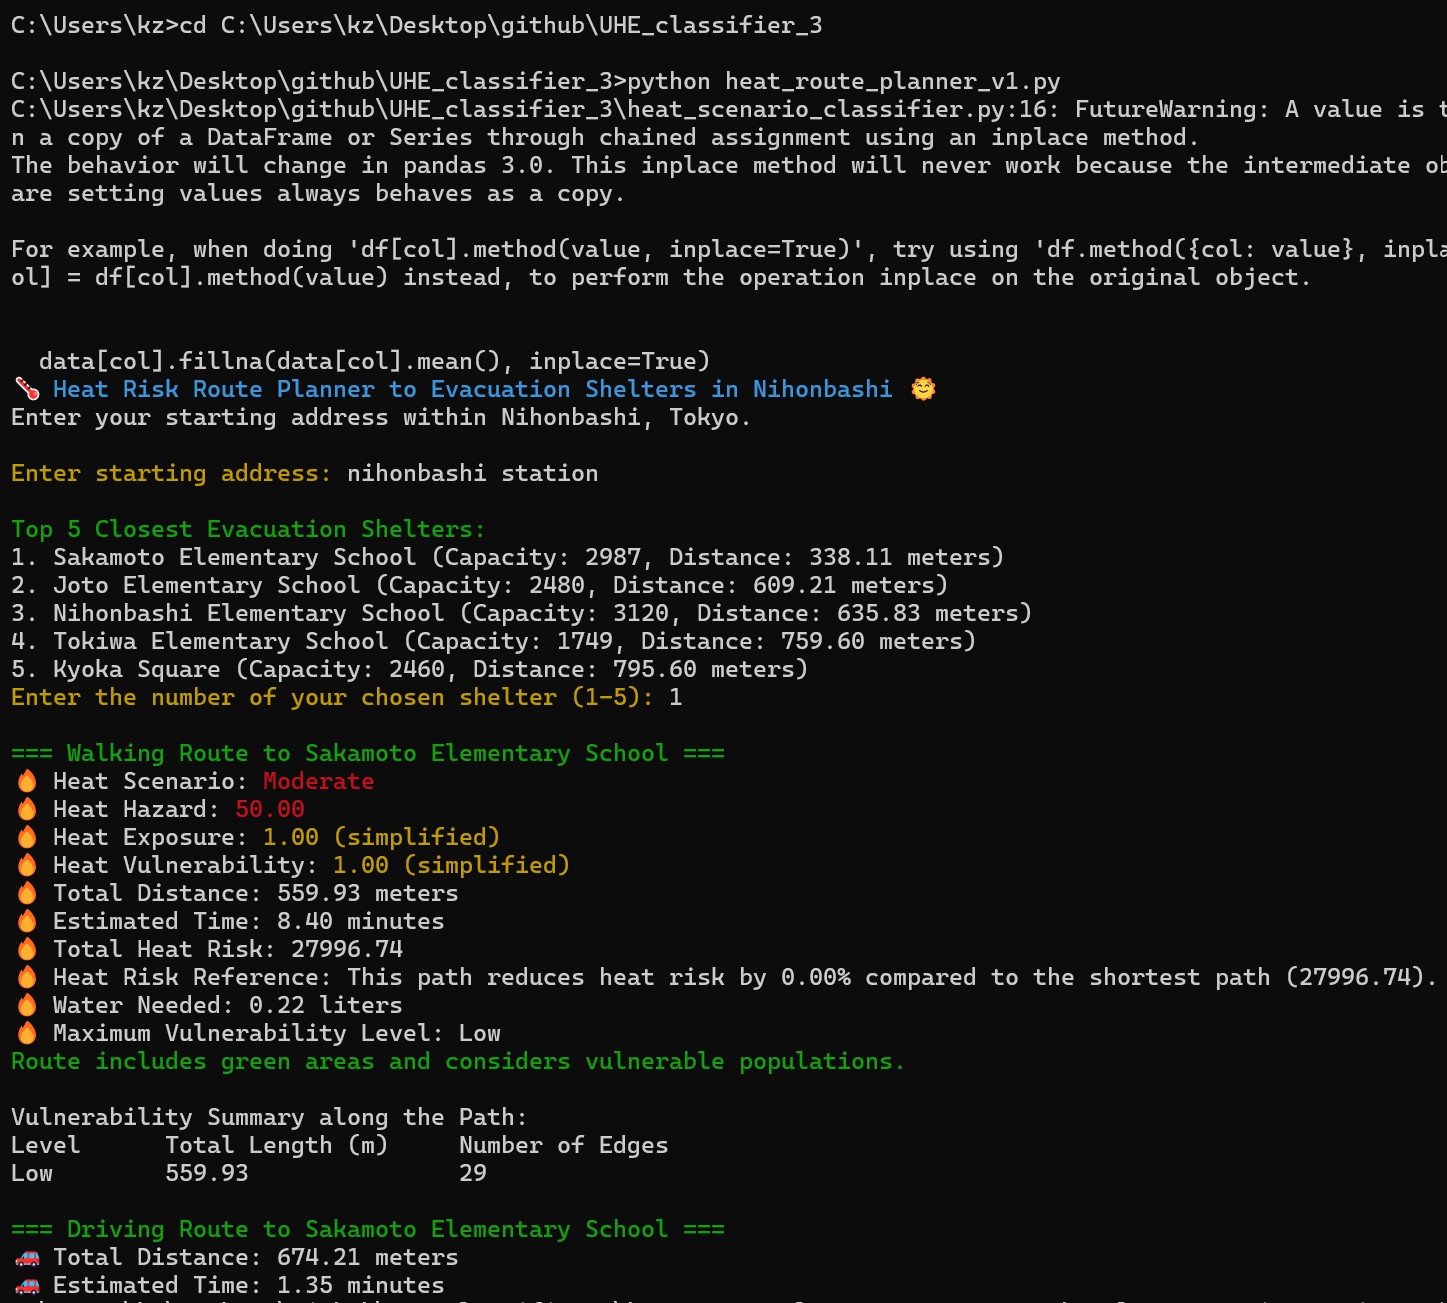 C:\Users\kz>cd C:\Users\kz\Desktop\github\UHE_classifier_3
C:\Users\kz\Desktop\github\UHE_classifier_3>python heat_route_planner_v1.py
C:\Users\kz\Desktop\github\UHE_classifier_3\heat_scenario_classifier.py:16: FutureWarning: A value is
n a copy of a DataFrame or Series through chained assignment using an inplace method.
The behavior will change in pandas 3.0. This inplace method will never work because the intermediate
are setting values always behaves as a copy.
For example, when doing 'df[col].method(value, inplace=True)', try using 'df.method({col: value},
ol] = df[col].method(value) instead, to perform the operation inplace on the original object.
data[col].fillna(data[col].mean(), inplace=True)
🌡️ Heat Risk Route Planner to Evacuation Shelters in Nihonbashi 🌞
Enter your starting address within Nihonbashi, Tokyo.
Enter starting address: nihonbashi station
Top 5 Closest Evacuation Shelters:
1. Sakamoto Elementary School (Capacity: 2987, Distance: 338.11 meters)
2. Joto Elementary School (Capacity: 2480, Distance: 609.21 meters)
3. Nihonbashi Elementary School (Capacity: 3120, Distance: 635.83 meters)
4. Tokiwa Elementary School (Capacity: 1749, Distance: 759.60 meters)
5. Kyoka Square (Capacity: 2460, Distance: 795.60 meters)
Enter the number of your chosen shelter (1-5): 1
=== Walking Route to Sakamoto Elementary School ===
🔥 Heat Scenario: Moderate
🔥 Heat Hazard: 50.00
🔥 Heat Exposure: 1.00 (simplified)
🔥 Heat Vulnerability: 1.00 (simplified)
🔥 Total Distance: 559.93 meters
🔥 Estimated Time: 8.40 minutes
🔥 Total Heat Risk: 27996.74
🔥 Heat Risk Reference: This path reduces heat risk by 0.00% compared to the shortest path (27996.74).
🔥 Water Needed: 0.22 liters
🔥 Maximum Vulnerability Level: Low
Route includes green areas and considers vulnerable populations.
Vulnerability Summary along the Path:
Level Total Length (m) Number of Edges
Low 559.93 29
=== Driving Route to Sakamoto Elementary School ===
🚗 Total Distance: 674.21 meters
🚗 Estimated Time: 1.35 minutes